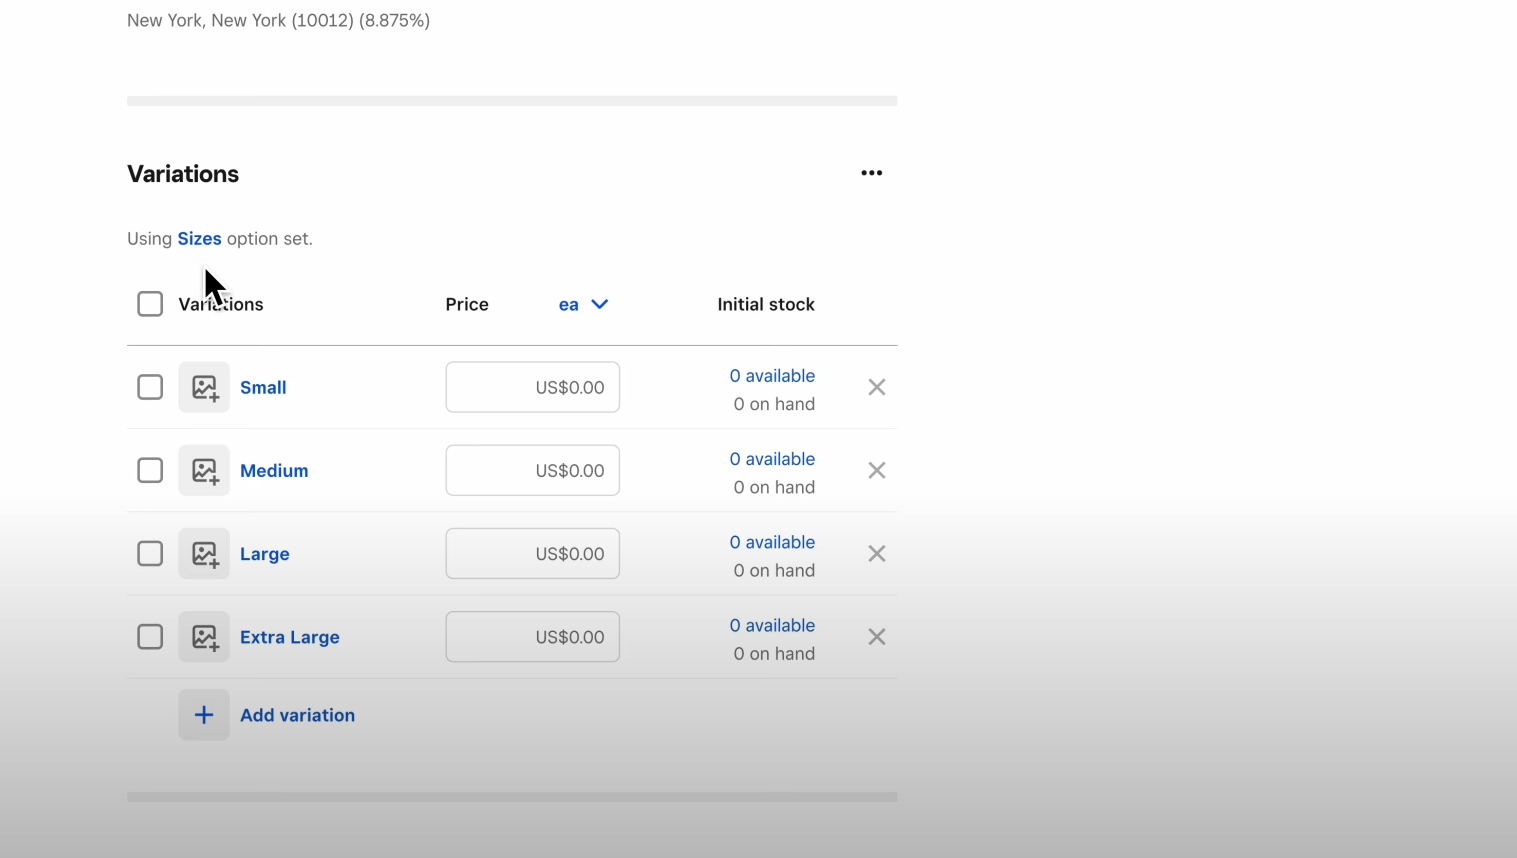 New York, New York (10012) (8.875%)
Variations
Using Sizes option set.
Variations Price ea Initial stock
Small US$0.00 0 available
0 on hand
Medium US$0.00 0 available
0 on hand
Large US$0.00 0 available
0 on hand
Extra Large US$0.00 0 available
0 on hand
Add variation